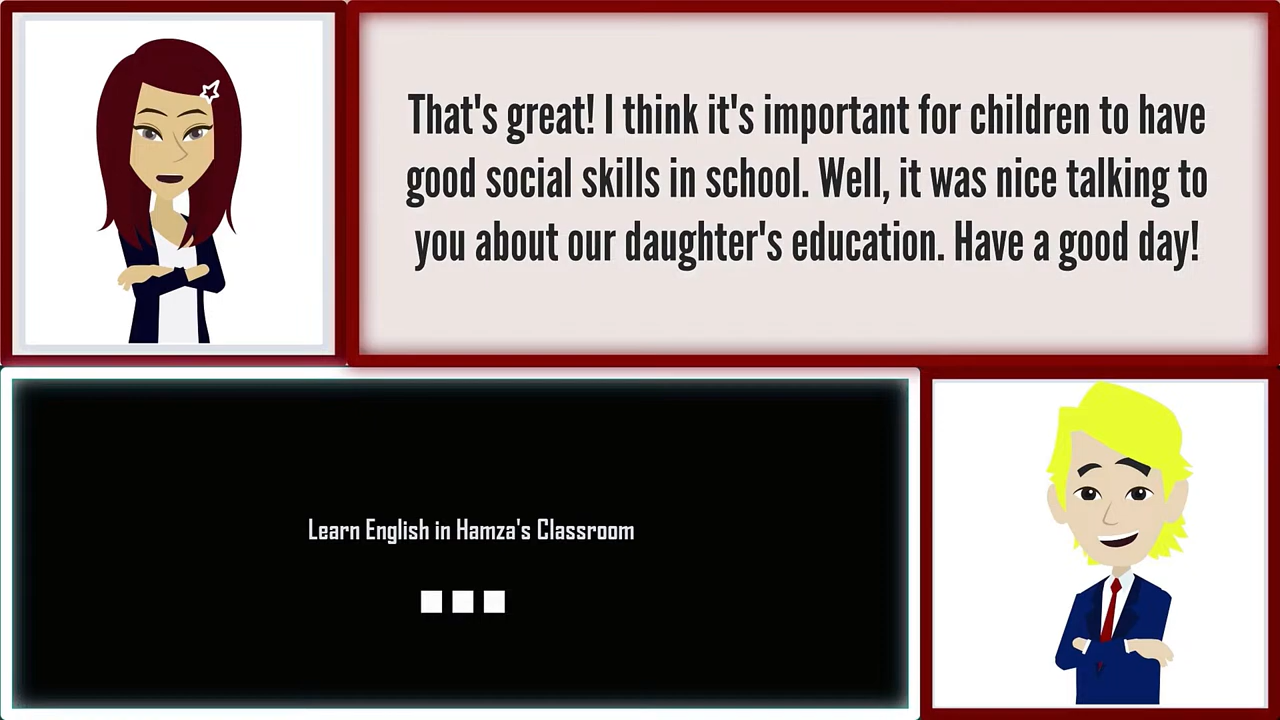 That's great! I think it's important for children to have
good social skills in school. Well, it was nice talking to
you about our daughter's education. Have a good day!
Learn English in Hamza's Classroom